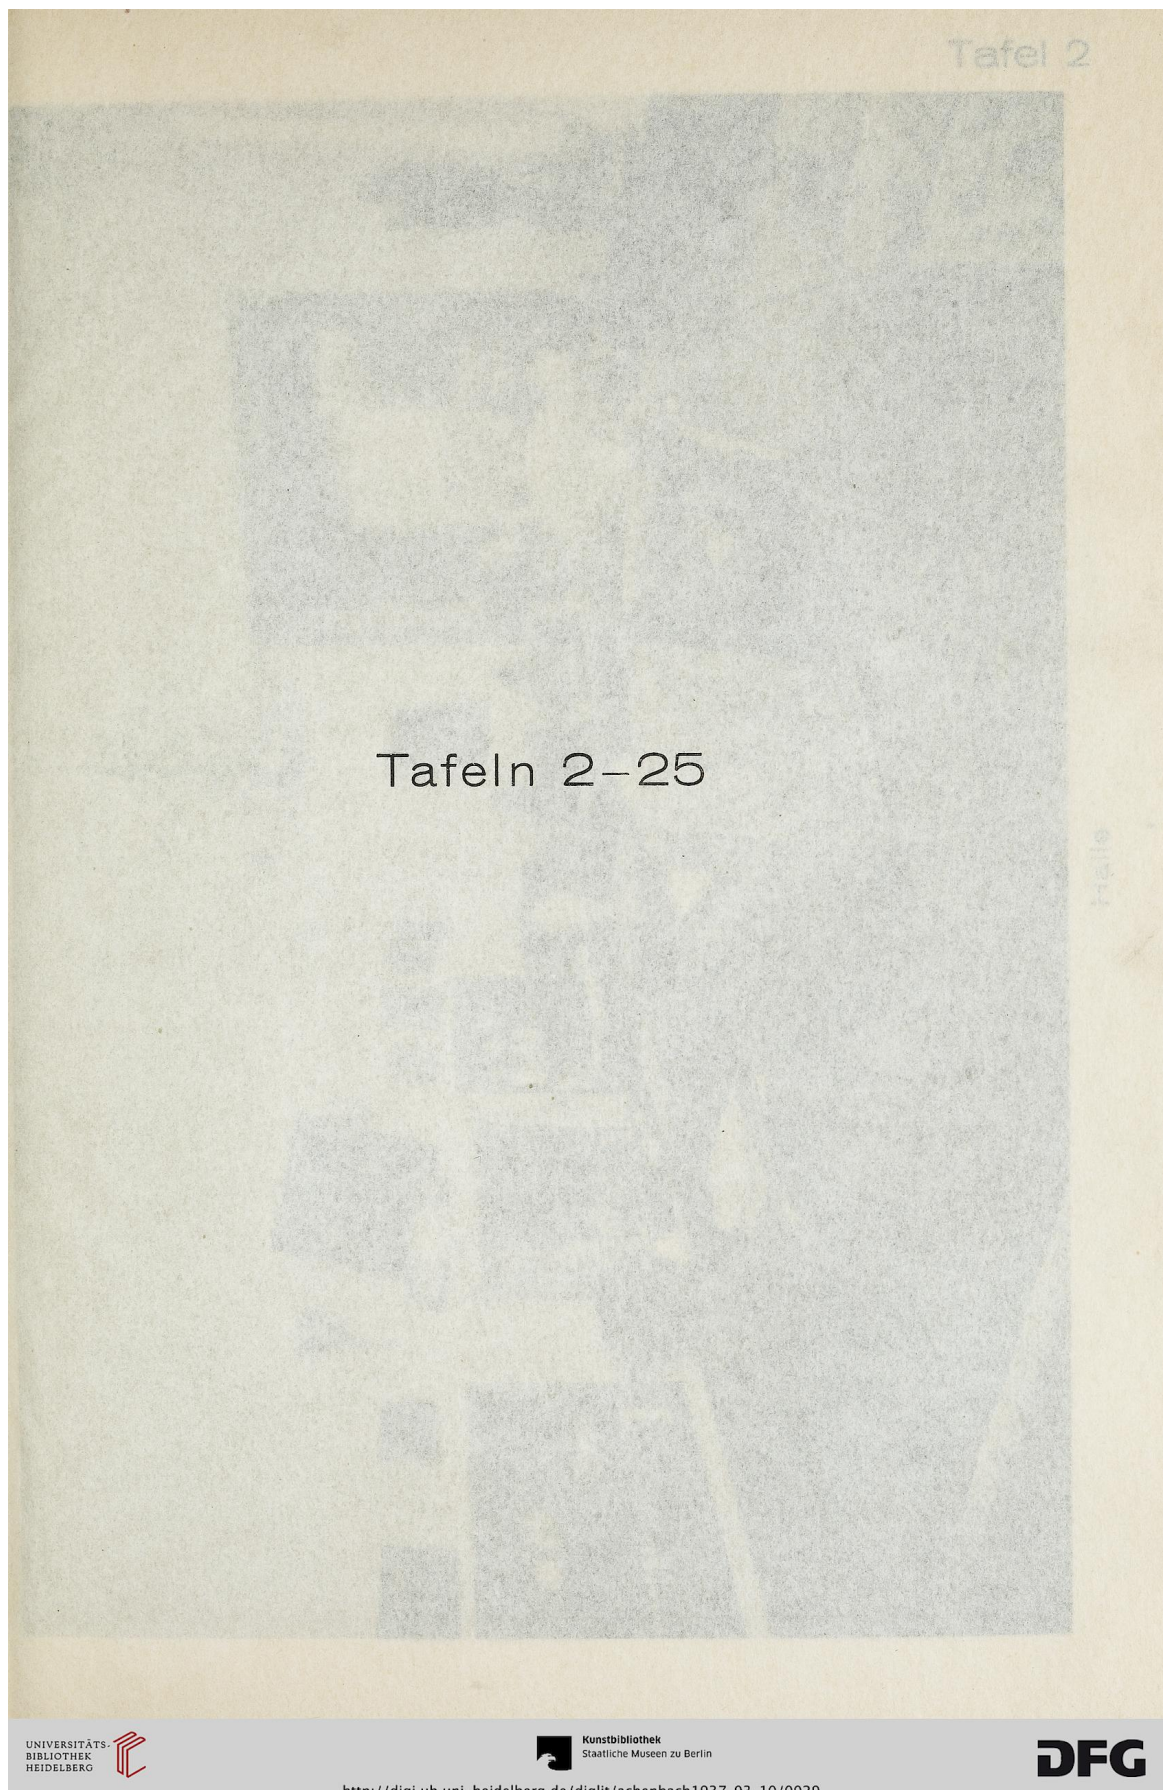 Tafel 2
Tafeln 2–25
UNIVERSITÄTS-
BIBLIOTHEK
HEIDELBERG
Kunstbibliothek
Staatliche Museen zu Berlin
DFG